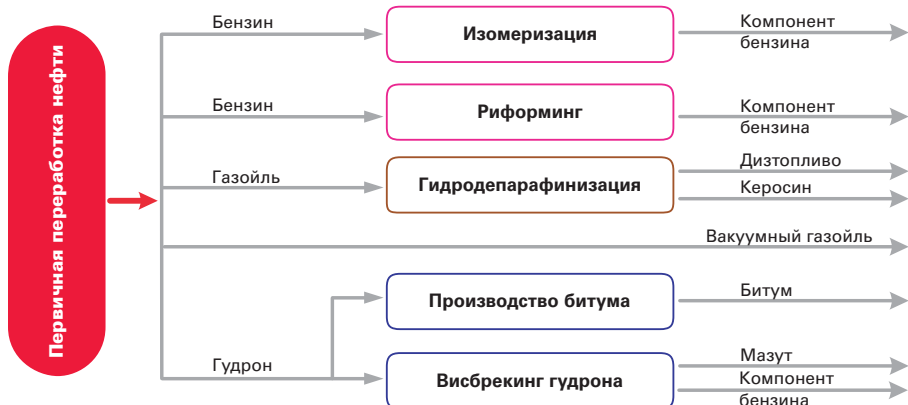 Первичная переработка нефти
Бензин
Изомеризация
Компонент
бензина
Бензин
Риформинг
Компонент
бензина
Газойль
Гидродепарафинизация
Дизтопливо
Керосин
Вакуумный газойль
Производство битума
Битум
Гудрон
Висбрекинг гудрона
Мазут
Компонент
бензина